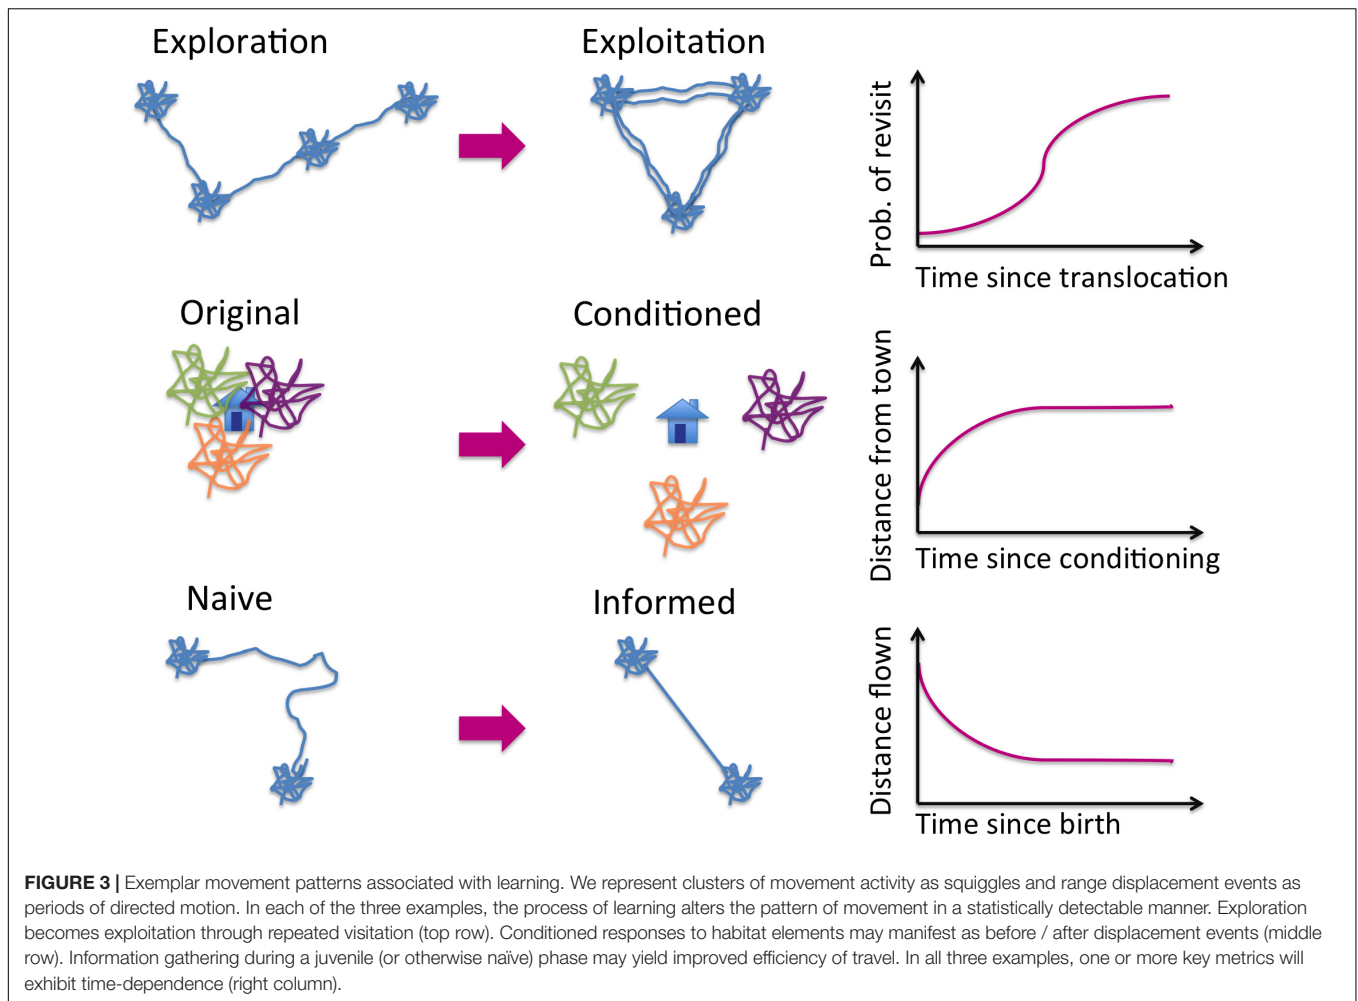 Exploration
Exploitation
Prob. of revisit
Time since translocation
Original
Conditioned
Distance from town
Time since conditioning
Naive
Informed
Distance flown
Time since birth
FIGURE 3 | Exemplar movement patterns associated with learning. We represent clusters of movement activity as squiggles and range displacement events as
periods of directed motion. In each of the three examples, the process of learning alters the pattern of movement in a statistically detectable manner. Exploration
becomes exploitation through repeated visitation (top row). Conditioned responses to habitat elements may manifest as before / after displacement events (middle
row). Information gathering during a juvenile (or otherwise naïve) phase may yield improved efficiency of travel. In all three examples, one or more key metrics will
exhibit time-dependence (right column).